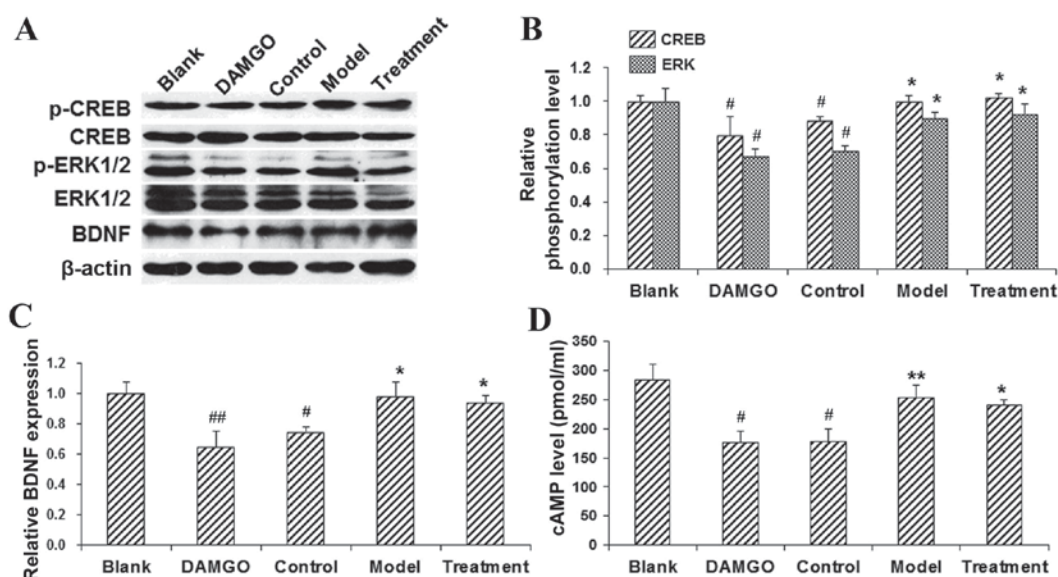 A
Blank
DAMGO
Control
Model
Treatment
p-CREB
CREB
p-ERK1/2
ERK1/2
BDNF
β-actin
B
CREB
ERK
Relative
phosphorylation level
1.2
1.0
0.8
0.6
0.4
0.2
0.0
# # # # * * * *
Blank DAMGO Control Model Treatment
C
Relative BDNF expression
1.2
1.0
0.8
0.6
0.4
0.2
0.0
## # * *
Blank DAMGO Control Model Treatment
D
cAMP level (pmol/ml)
350
300
250
200
150
100
50
0
# # ** *
Blank DAMGO Control Model Treatment